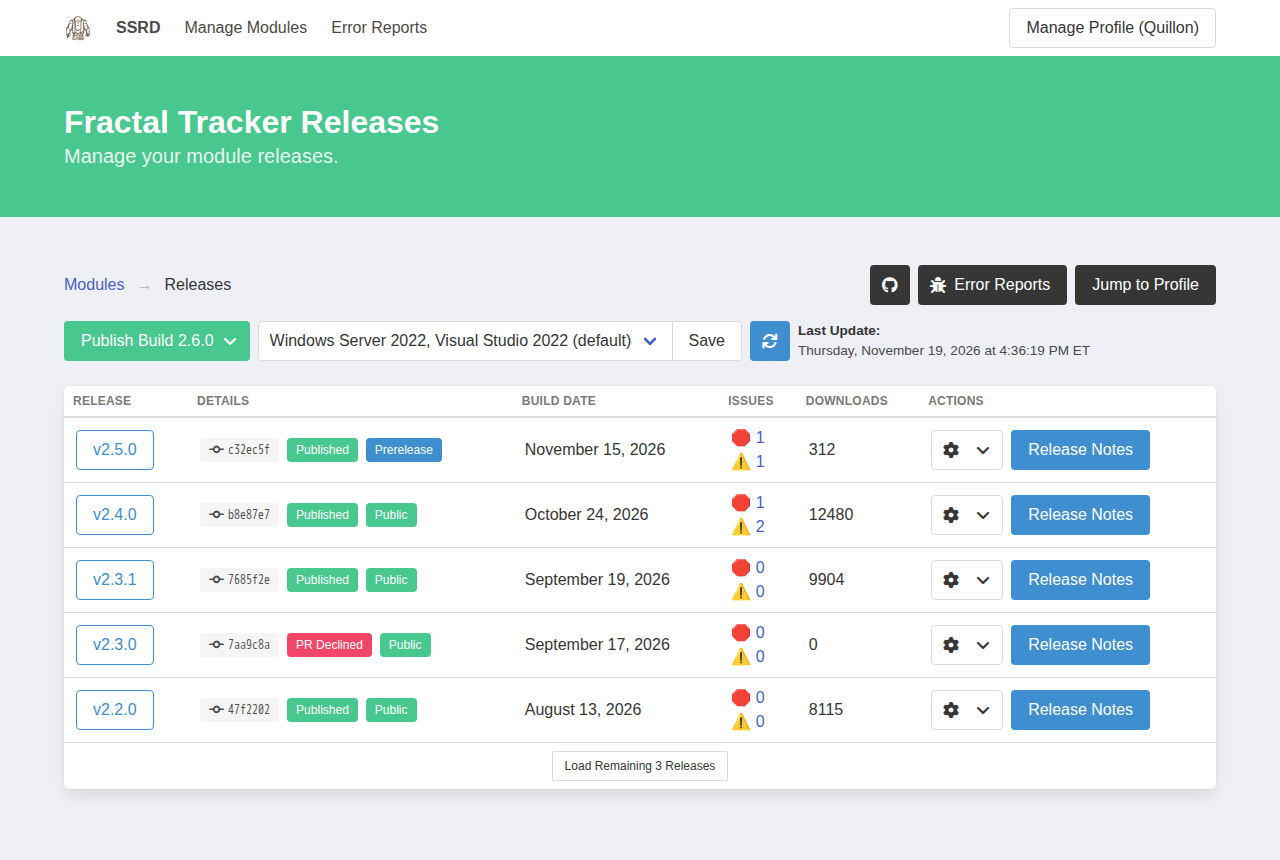 SSRD Manage Modules Error Reports Manage Profile (Quillon)
Fractal Tracker Releases
Manage your module releases.
Modules → Releases Error Reports Jump to Profile
Publish Build 2.6.0 Windows Server 2022, Visual Studio 2022 (default) Save
Last Update:
Thursday, November 19, 2026 at 4:36:19 PM ET
RELEASE DETAILS BUILD DATE ISSUES DOWNLOADS ACTIONS
v2.5.0 c32ec5f Published Prerelease November 15, 2026 1 312 Release Notes
1
v2.4.0 b8e87e7 Published Public October 24, 2026 1 12480 Release Notes
2
v2.3.1 7685f2e Published Public September 19, 2026 0 9904 Release Notes
0
v2.3.0 7aa9c8a PR Declined Public September 17, 2026 0 0 Release Notes
0
v2.2.0 47f2202 Published Public August 13, 2026 0 8115 Release Notes
0
Load Remaining 3 Releases